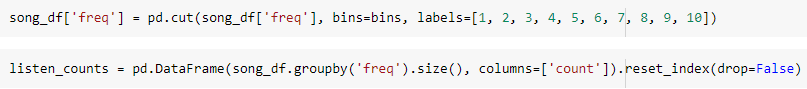 song_df['freq'] = pd.cut(song_df['freq'], bins=bins, labels=[1, 2, 3, 4, 5, 6, 7, 8, 9, 10])
listen_counts = pd.DataFrame(song_df.groupby('freq').size(), columns=['count']).reset_index(drop=False)